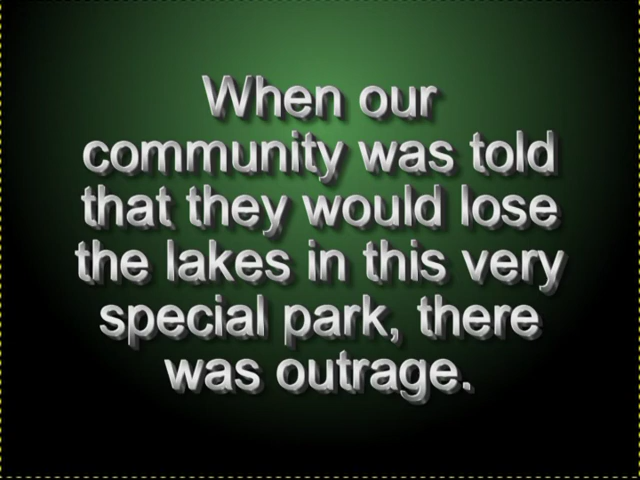 When our
community was told
that they would lose
the lakes in this very
special park, there
was outrage.